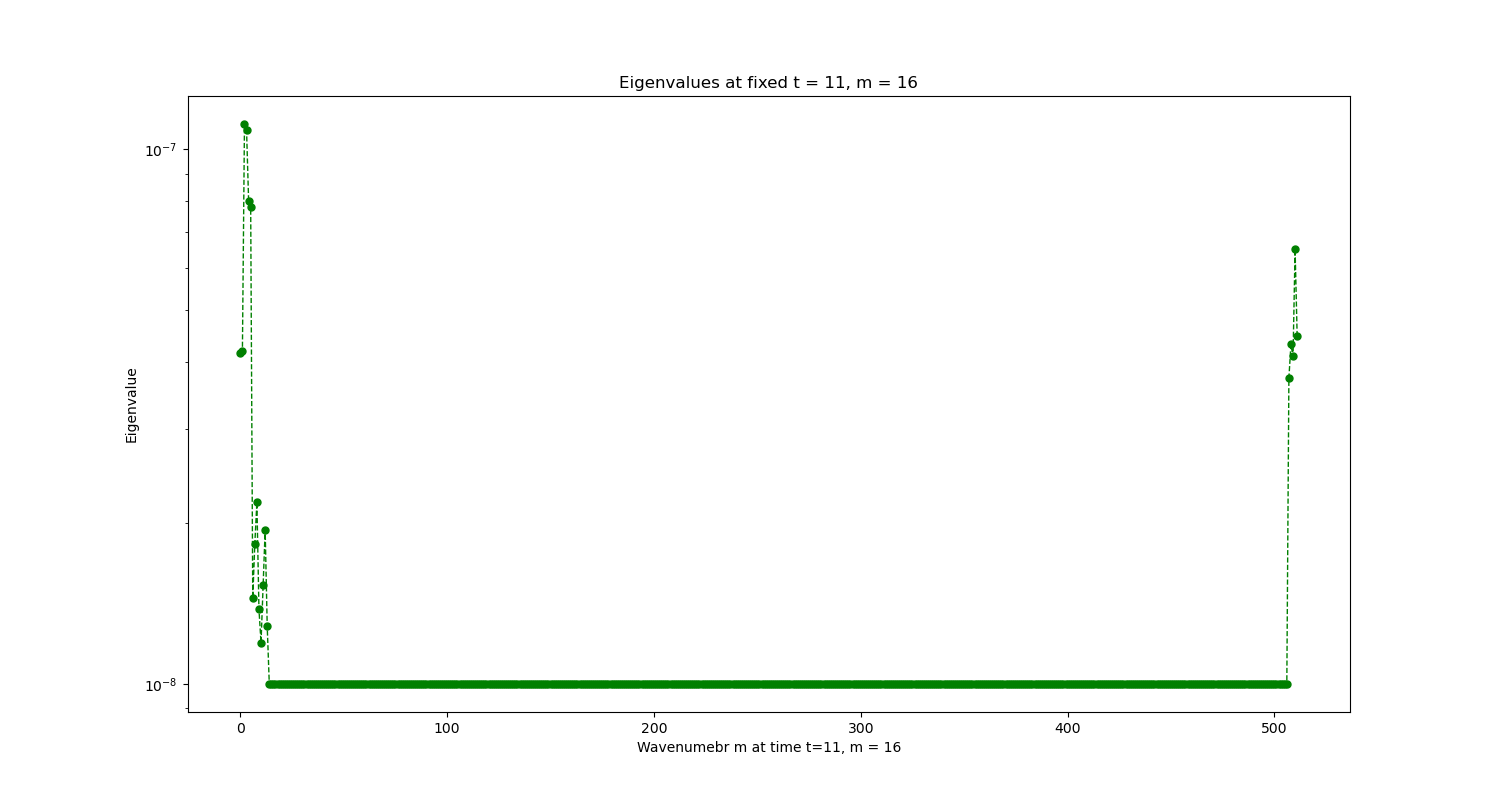 Eigenvalues at fixed t = 11, m = 16
10⁻⁷
Eigenvalue
10⁻⁸
0 100 200 300 400 500
Wavenumebr m at time t=11, m = 16